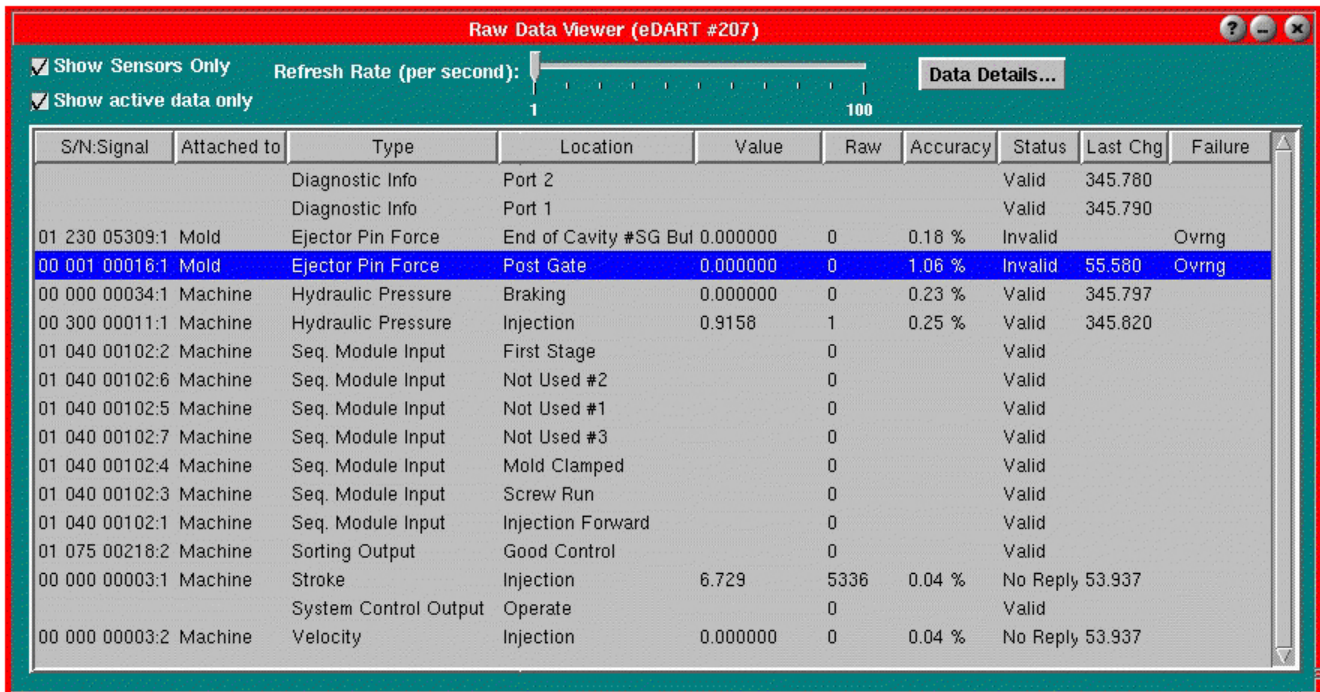 Raw Data Viewer (eDART #207)
Show Sensors Only Refresh Rate (per second): Data Details...
Show active data only
1 100
S/N:Signal Attached to Type Location Value Raw Accuracy Status Last Chg Failure
Diagnostic Info Port 2 Valid 345.780
Diagnostic Info Port 1 Valid 345.790
01 230 05309:1 Mold Ejector Pin Force End of Cavity #SG But 0.000000 0 0.18 % Invalid Ovrng
00 001 00016:1 Mold Ejector Pin Force Post Gate 0.000000 0 1.06 % Invalid 55.580 Ovrng
00 000 00034:1 Machine Hydraulic Pressure Braking 0.000000 0 0.23 % Valid 345.797
00 300 00011:1 Machine Hydraulic Pressure Injection 0.9158 1 0.25 % Valid 345.820
01 040 00102:2 Machine Seq. Module Input First Stage 0 Valid
01 040 00102:6 Machine Seq. Module Input Not Used #2 0 Valid
01 040 00102:5 Machine Seq. Module Input Not Used #1 0 Valid
01 040 00102:7 Machine Seq. Module Input Not Used #3 0 Valid
01 040 00102:4 Machine Seq. Module Input Mold Clamped 0 Valid
01 040 00102:3 Machine Seq. Module Input Screw Run 0 Valid
01 040 00102:1 Machine Seq. Module Input Injection Forward 0 Valid
01 075 00218:2 Machine Sorting Output Good Control 0 Valid
00 000 00003:1 Machine Stroke Injection 6.729 5336 0.04 % No Reply 53.937
System Control Output Operate 0 Valid
00 000 00003:2 Machine Velocity Injection 0.000000 0 0.04 % No Reply 53.937